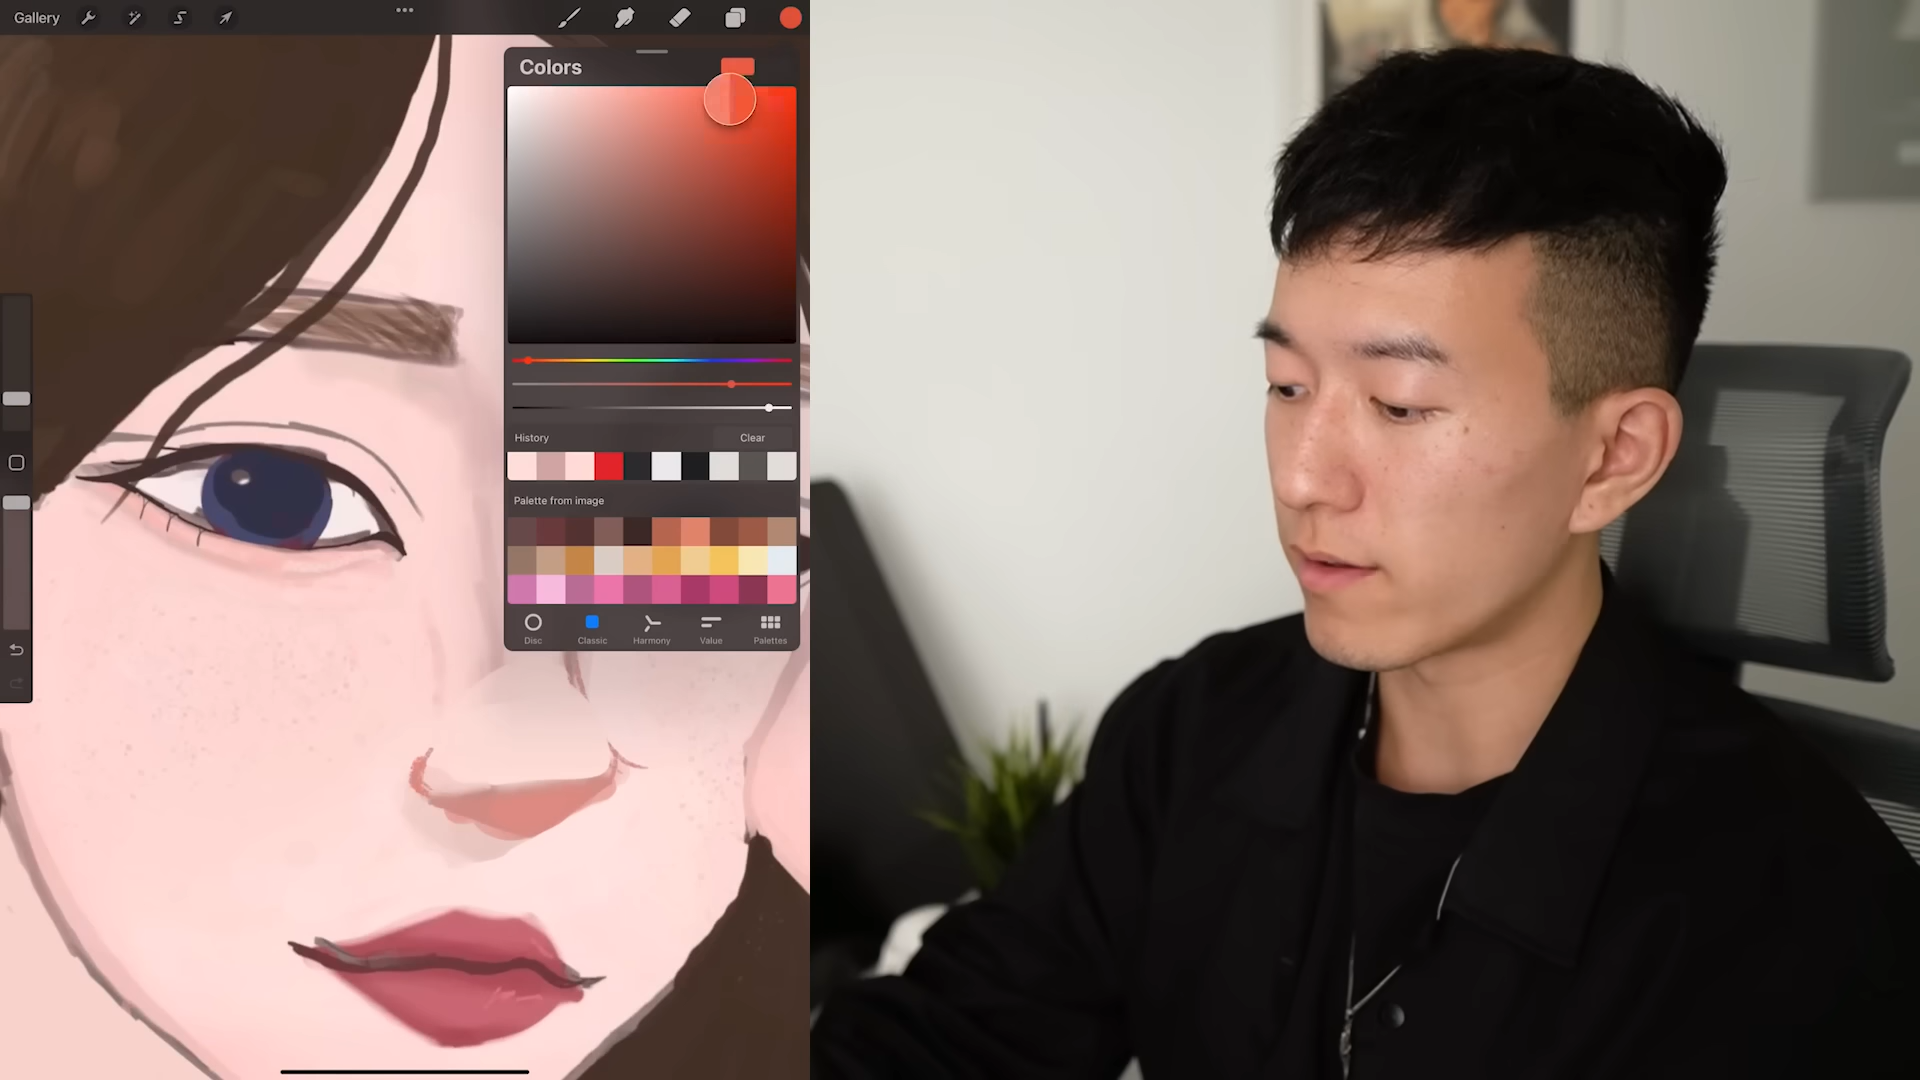 Gallery
Colors
History
Clear
Palette from image
Disc
Classic
Harmony
Value
Palettes